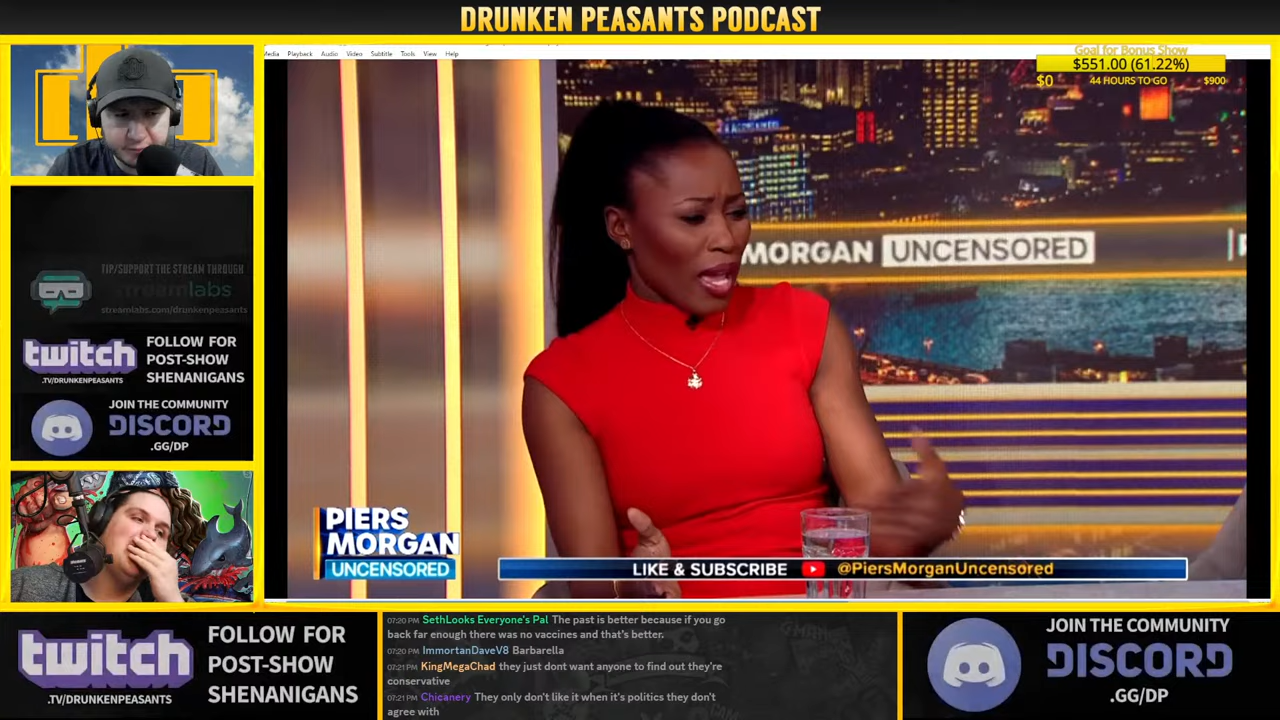 DRUNKEN PEASANTS PODCAST
Media Playback Audio Video Subtitle Tools View Help
Goal for Bonus Show
$551.00 (61.22%)
$0 44 HOURS TO GO $900
MORGAN UNCENSORED
TIP/SUPPORT THE STREAM THROUGH
streamlabs
streamlabs.com/drunkenpeasants
twitch
.TV/DRUNKENPEASANTS
FOLLOW FOR
POST-SHOW
SHENANIGANS
JOIN THE COMMUNITY
DISCORD
.GG/DP
PIERS
MORGAN
UNCENSORED
LIKE & SUBSCRIBE @PiersMorganUncensored
twitch
.TV/DRUNKENPEASANTS
FOLLOW FOR
POST-SHOW
SHENANIGANS
07:20 PM SethLooks Everyone's Pal The past is better because if you
go back far enough there was no vaccines and that's better.
07:20 PM ImmortanDaveV8 Barbarella
07:21 PM KingMegaChad they just dont want anyone to find out they're
conservative
07:21 PM Chicanery They only don't like it when it's politics they don't
agree with
JOIN THE COMMUNITY
DISCORD
.GG/DP